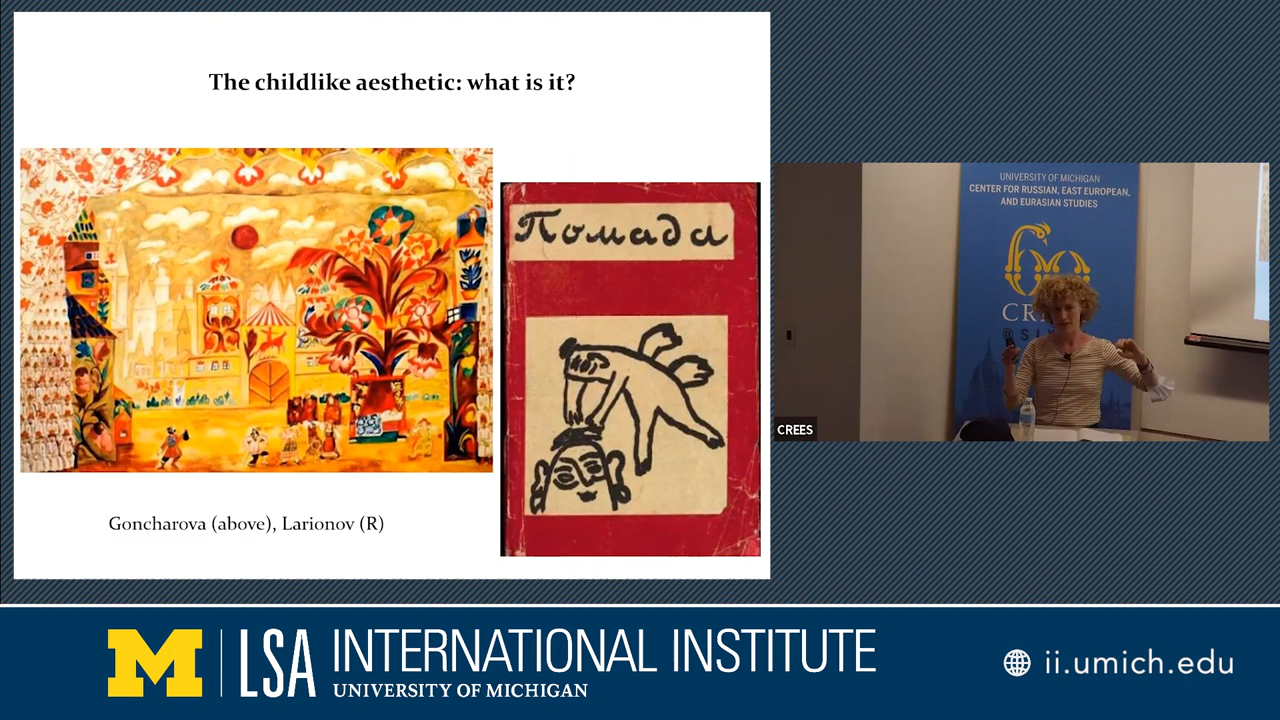 The childlike aesthetic: what is it?
Помада
Goncharova (above), Larionov (R)
UNIVERSITY OF MICHIGAN
CENTER FOR RUSSIAN, EAST EUROPEAN,
AND EURASIAN STUDIES
60
CREES
M LSA INTERNATIONAL INSTITUTE
UNIVERSITY OF MICHIGAN
ii.umich.edu